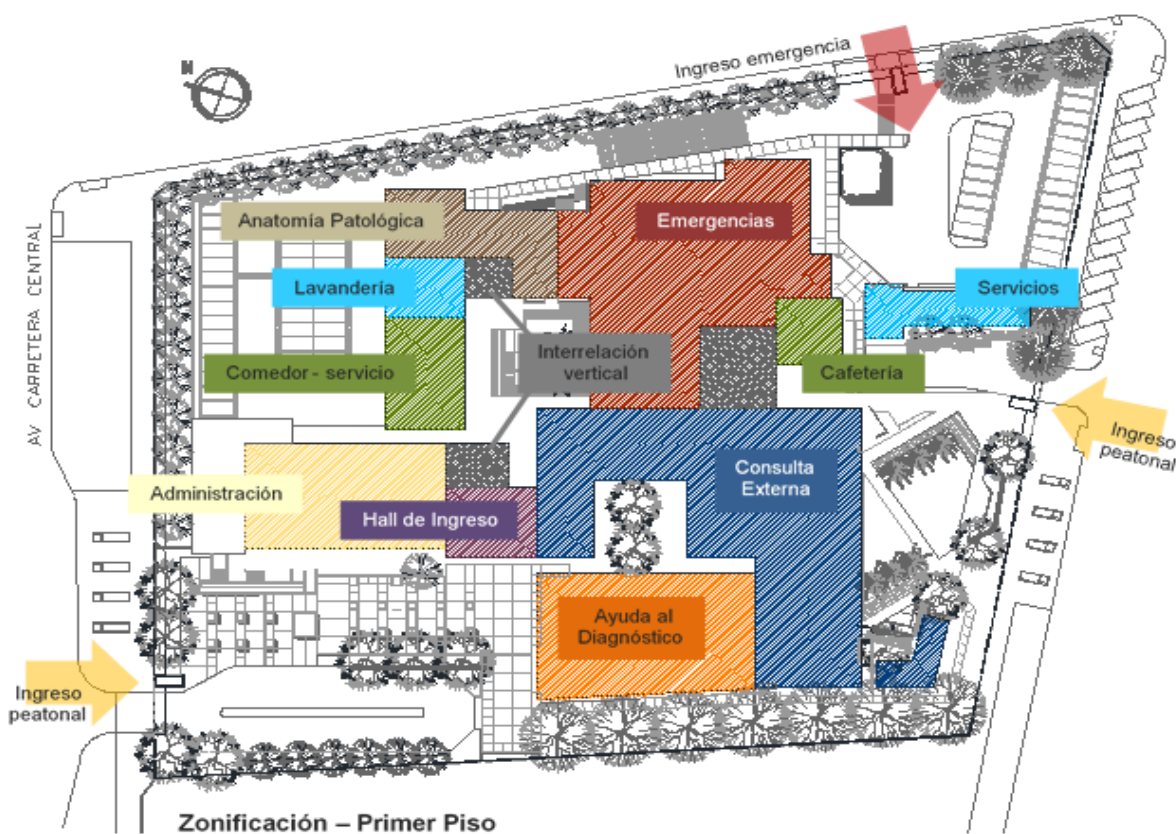 Ingreso emergencia
N
Anatomía Patológica
Emergencias
Lavandería
Servicios
AV CARRETERA CENTRAL
Interrelación
vertical
Comedor - servicio
Cafetería
Ingreso
peatonal
Consulta
Externa
Administración
Hall de Ingreso
Ayuda al
Diagnóstico
Ingreso
peatonal
Zonificación – Primer Piso